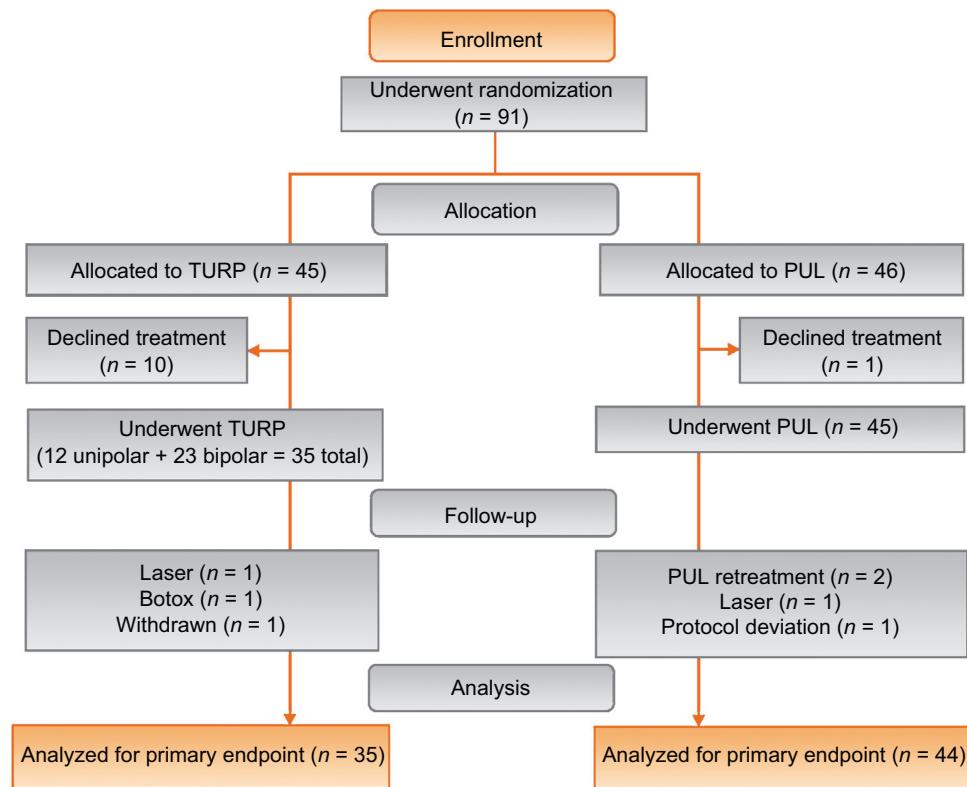 Enrollment
Underwent randomization
(n = 91)
Allocation
Allocated to TURP (n = 45)
Allocated to PUL (n = 46)
Declined treatment
(n = 10)
Declined treatment
(n = 1)
Underwent TURP
(12 unipolar + 23 bipolar = 35 total)
Underwent PUL (n = 45)
Follow-up
Laser (n = 1)
Botox (n = 1)
Withdrawn (n = 1)
PUL retreatment (n = 2)
Laser (n = 1)
Protocol deviation (n = 1)
Analysis
Analyzed for primary endpoint (n = 35)
Analyzed for primary endpoint (n = 44)